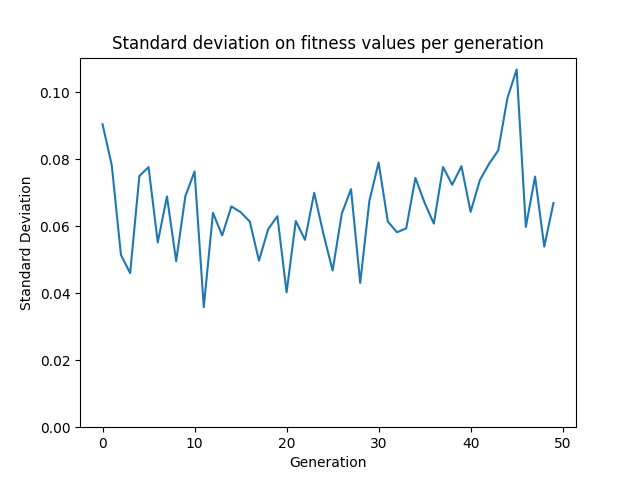 Standard deviation on fitness values per generation
0.10
0.08
0.06
0.04
0.02
0.00
Standard Deviation
0 10 20 30 40 50
Generation